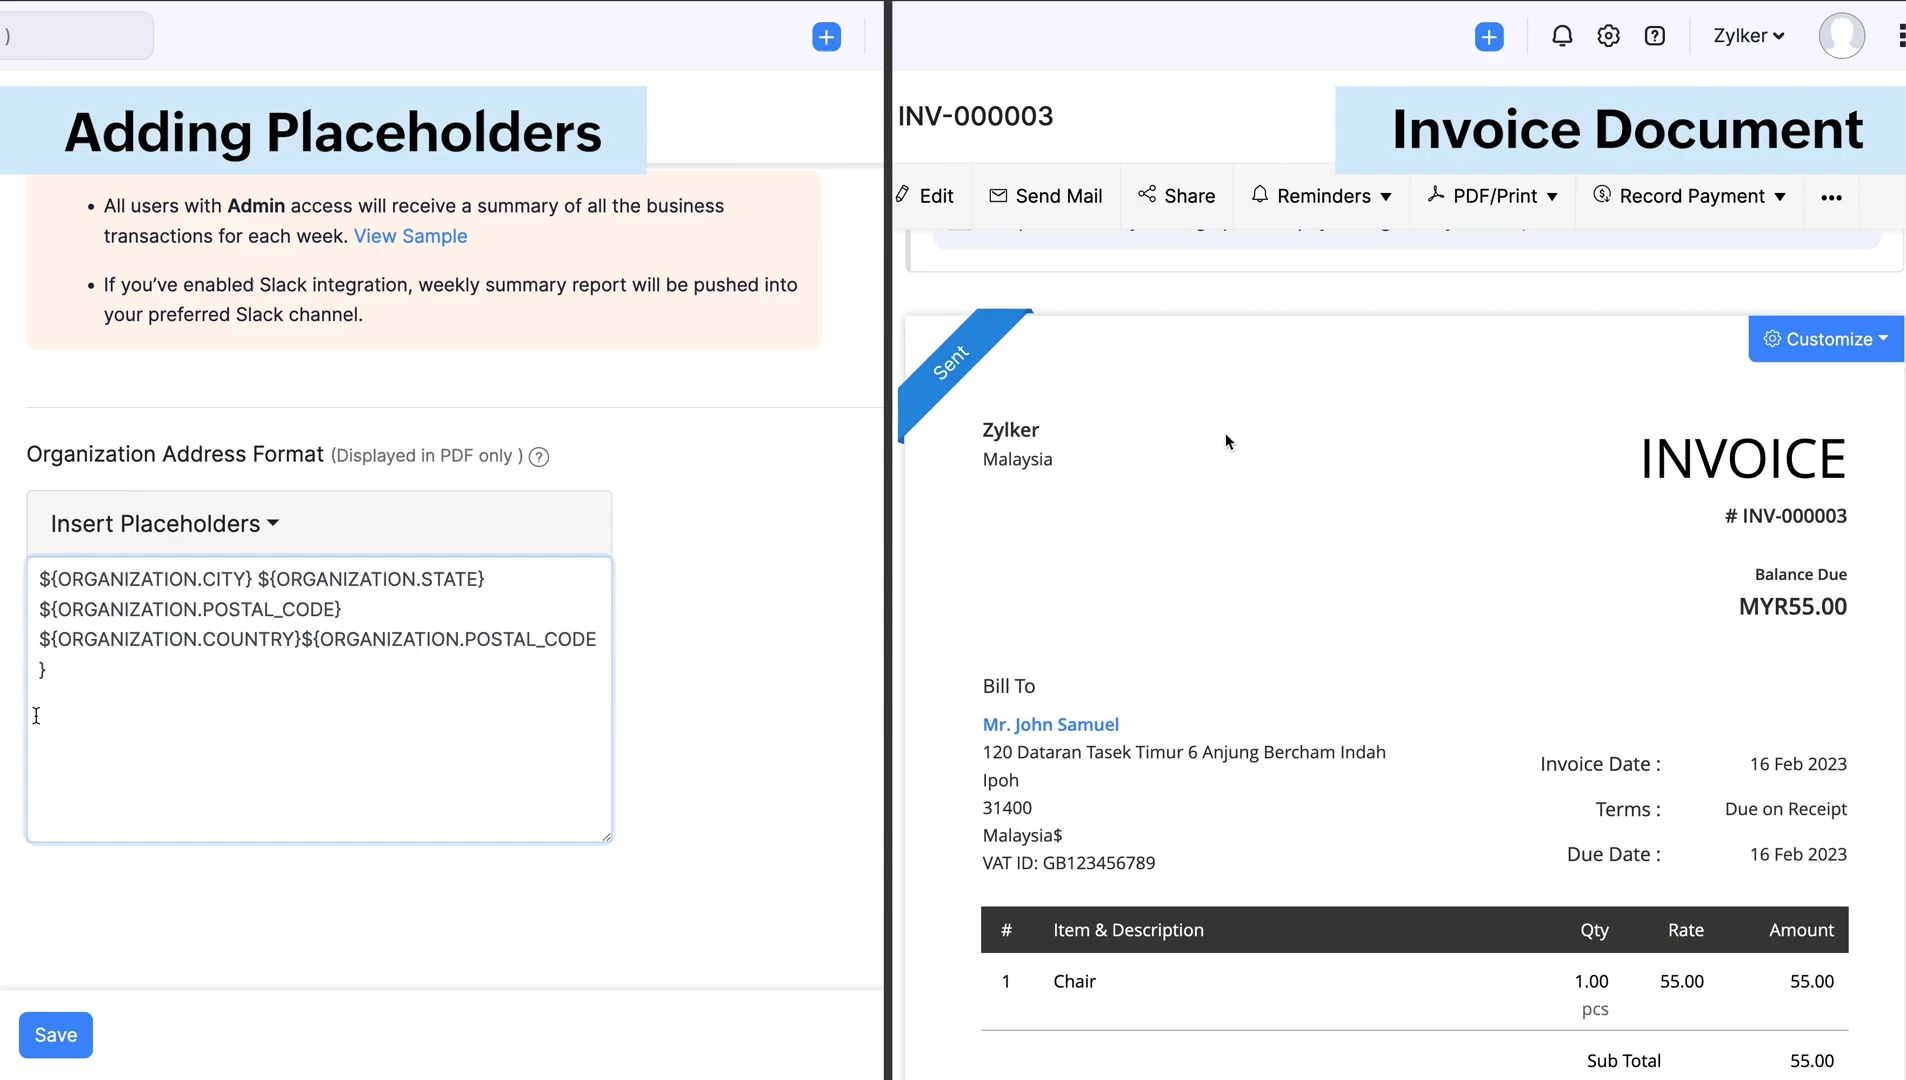 )
Adding Placeholders
• All users with Admin access will receive a summary of all the business
transactions for each week. View Sample
• If you've enabled Slack integration, weekly summary report will be pushed into
your preferred Slack channel.
Organization Address Format (Displayed in PDF only ) ?
Insert Placeholders
${ORGANIZATION.CITY} ${ORGANIZATION.STATE}
${ORGANIZATION.POSTAL_CODE}
${ORGANIZATION.COUNTRY}${ORGANIZATION.POSTAL_CODE
}
Save
Zylker
INV-000003
Invoice Document
Edit Send Mail Share Reminders PDF/Print Record Payment •••
Customize
Sent
Zylker
Malaysia
INVOICE
# INV-000003
Balance Due
MYR55.00
Bill To
Mr. John Samuel
120 Dataran Tasek Timur 6 Anjung Bercham Indah
Ipoh
31400
Malaysia$
VAT ID: GB123456789
Invoice Date : 16 Feb 2023
Terms : Due on Receipt
Due Date : 16 Feb 2023
# Item & Description Qty Rate Amount
1 Chair 1.00 55.00 55.00
pcs
Sub Total 55.00